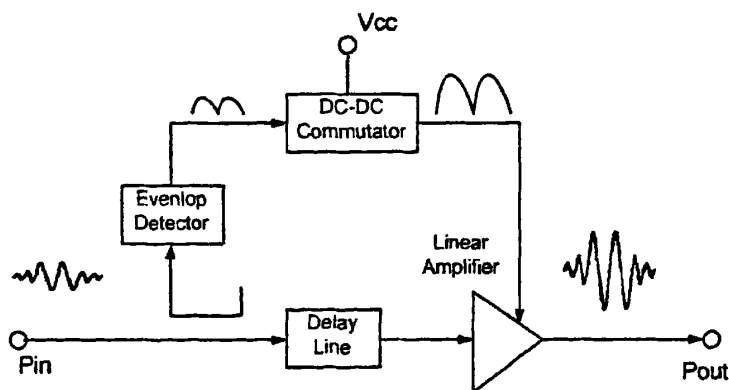 Vcc
DC-DC
Commutator
Evenlop
Detector
Linear
Amplifier
Delay
Line
Pin
Pout